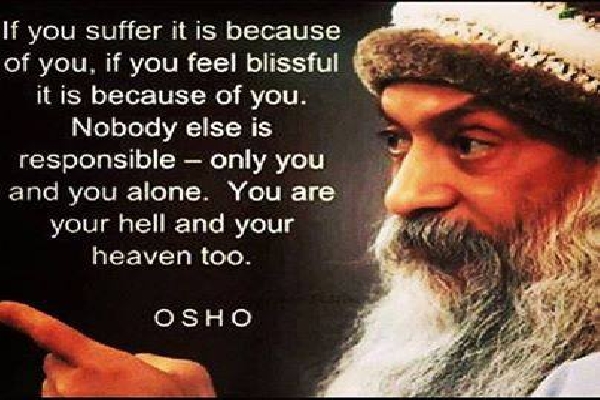 If you suffer it is because
of you, if you feel blissful
it is because of you.
Nobody else is
responsible – only you
and you alone. You are
your hell and your
heaven too.
OSHO